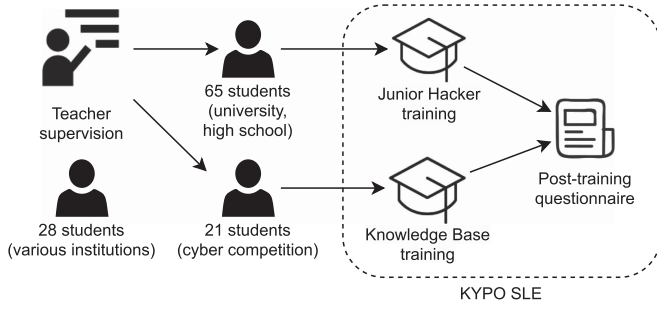 Teacher
supervision
65 students
(university,
high school)
Junior Hacker
training
28 students
(various institutions)
21 students
(cyber competition)
Knowledge Base
training
Post-training
questionnaire
KYPO SLE